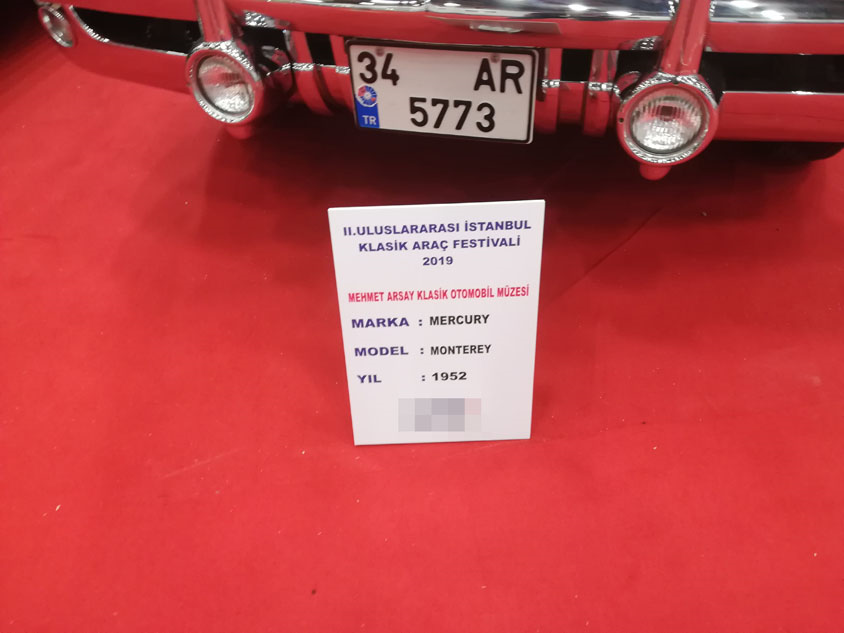 34 AR
TR 5773
II.ULUSLARARASI İSTANBUL
KLASİK ARAÇ FESTİVALİ
2019
MEHMET ARSAY KLASİK OTOMOBİL MÜZESİ
MARKA : MERCURY
MODEL : MONTEREY
YIL : 1952